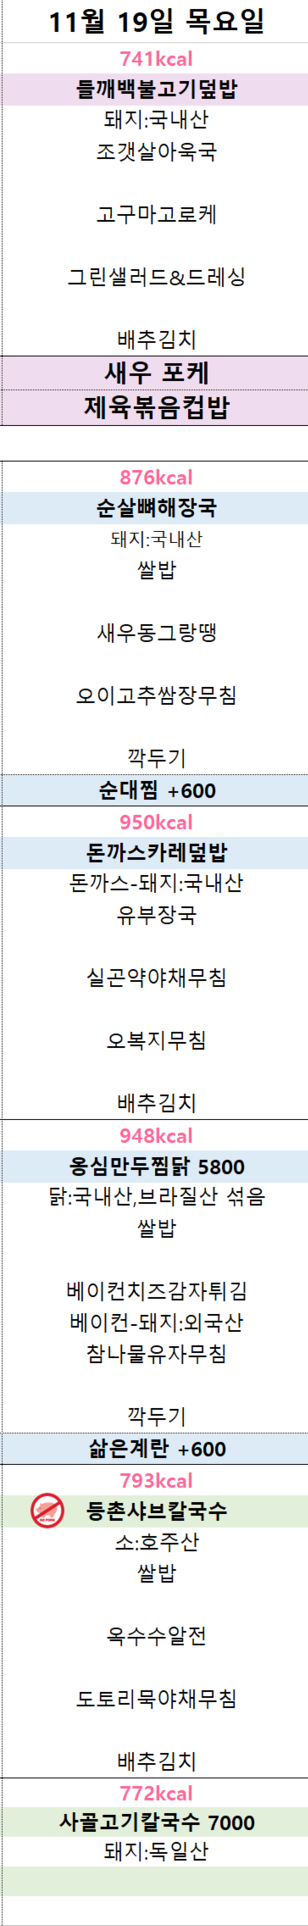 11월 19일 목요일
741kcal
들깨백불고기덮밥
돼지:국내산
조갯살아욱국
고구마고로케
그린샐러드&드레싱
배추김치
새우 포케
제육볶음컵밥
876kcal
순살뼈해장국
돼지:국내산
쌀밥
새우동그랑땡
오이고추쌈장무침
깍두기
순대찜 +600
950kcal
돈까스카레덮밥
돈까스-돼지:국내산
유부장국
실곤약야채무침
오복지무침
배추김치
948kcal
옹심만두찜닭 5800
닭:국내산,브라질산 섞음
쌀밥
베이컨치즈감자튀김
베이컨-돼지:외국산
참나물유자무침
깍두기
삶은계란 +600
793kcal
등촌샤브칼국수
소:호주산
쌀밥
옥수수알전
도토리묵야채무침
배추김치
772kcal
사골고기칼국수 7000
돼지:독일산